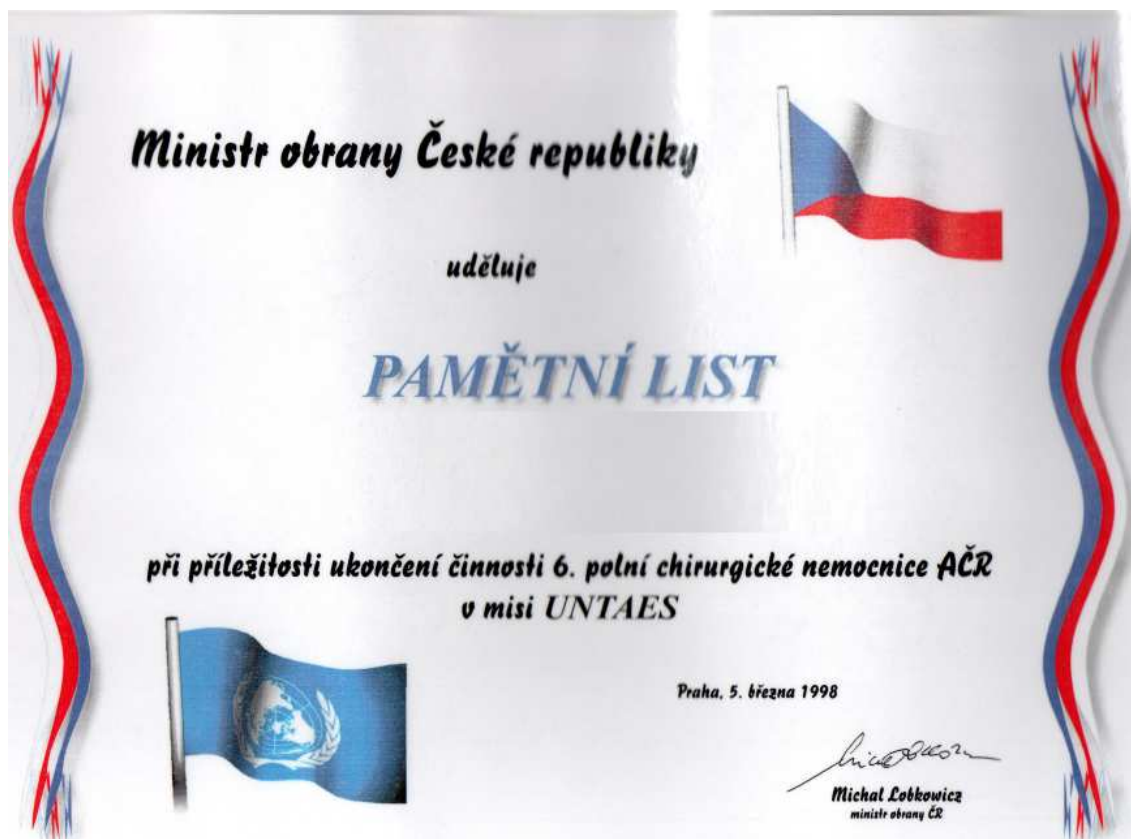 Ministr obrany České republiky
uděluje
PAMĚTNÍ LIST
při příležitosti ukončení činnosti 6. polní chirurgické nemocnice AČR
v misi UNTAES
Praha, 5. března 1998
Michal Lobkowicz
ministr obrany ČR